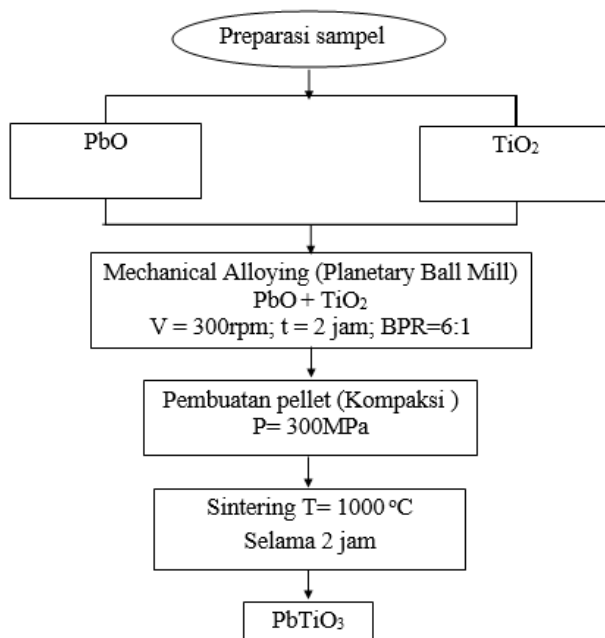 Preparasi sampel
PbO
TiO₂
Mechanical Alloying (Planetary Ball Mill)
PbO + TiO₂
V = 300rpm; t = 2 jam; BPR=6:1
Pembuatan pellet (Kompaksi )
P= 300MPa
Sintering T= 1000 ᵒC
Selama 2 jam
PbTiO₃